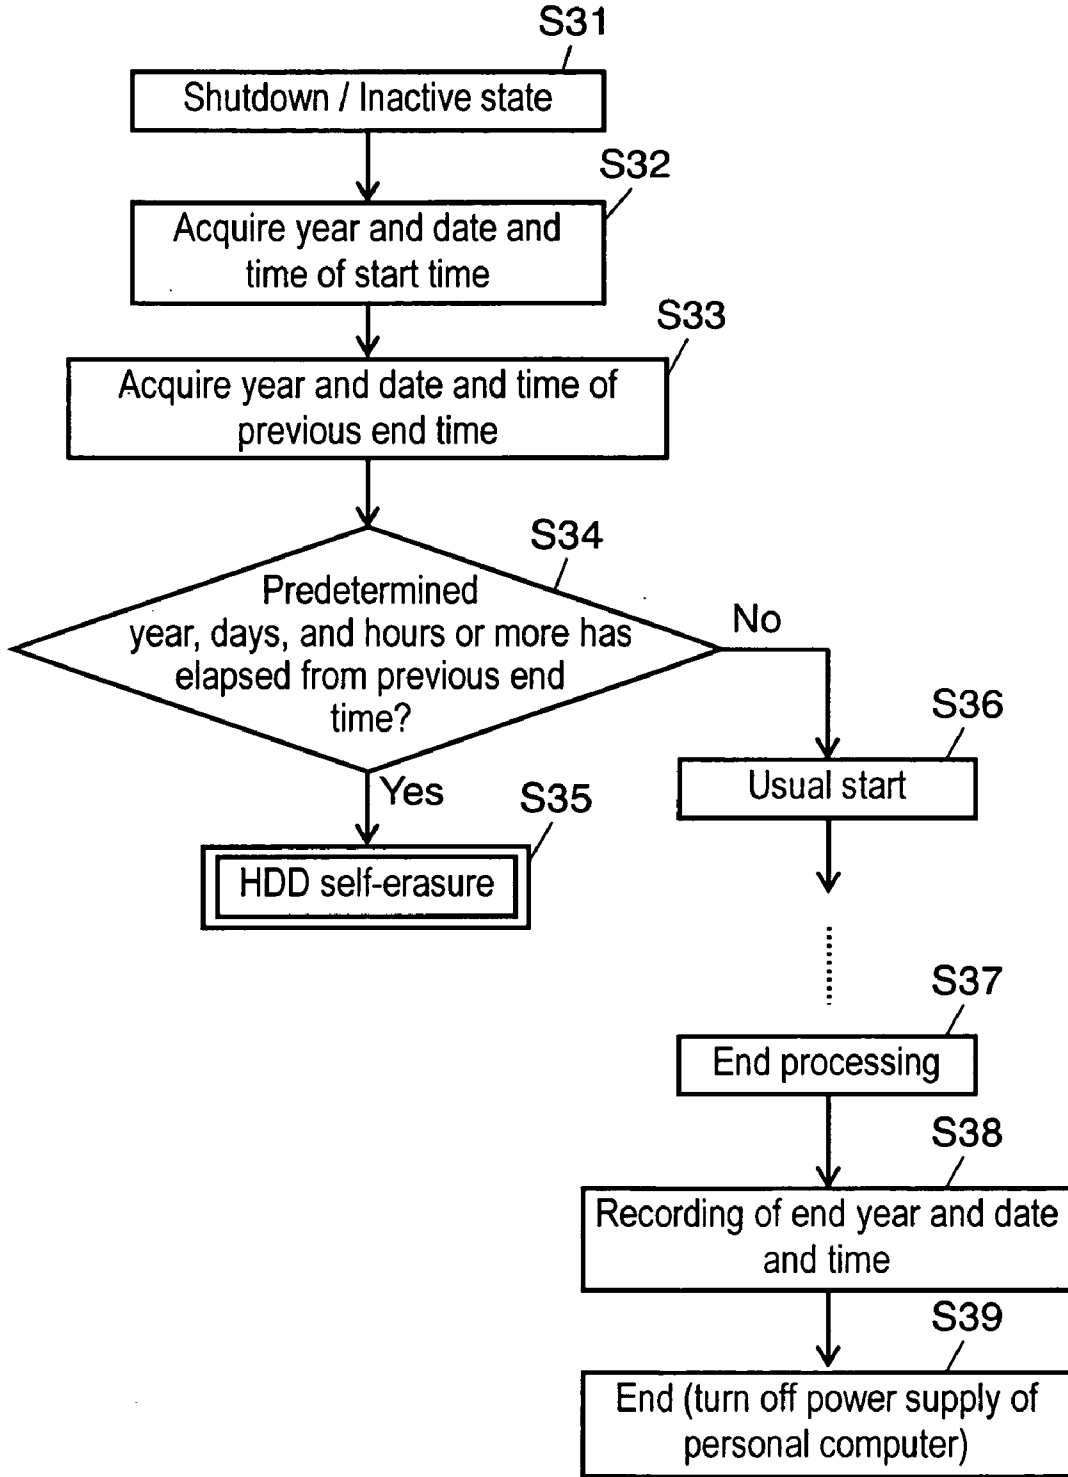 S31
Shutdown / Inactive state
S32
Acquire year and date and
time of start time
S33
Acquire year and date and time of
previous end time
S34
Predetermined
year, days, and hours or more has
elapsed from previous end
time?
No
Yes
S35
HDD self-erasure
S36
Usual start
S37
End processing
S38
Recording of end year and date
and time
S39
End (turn off power supply of
personal computer)